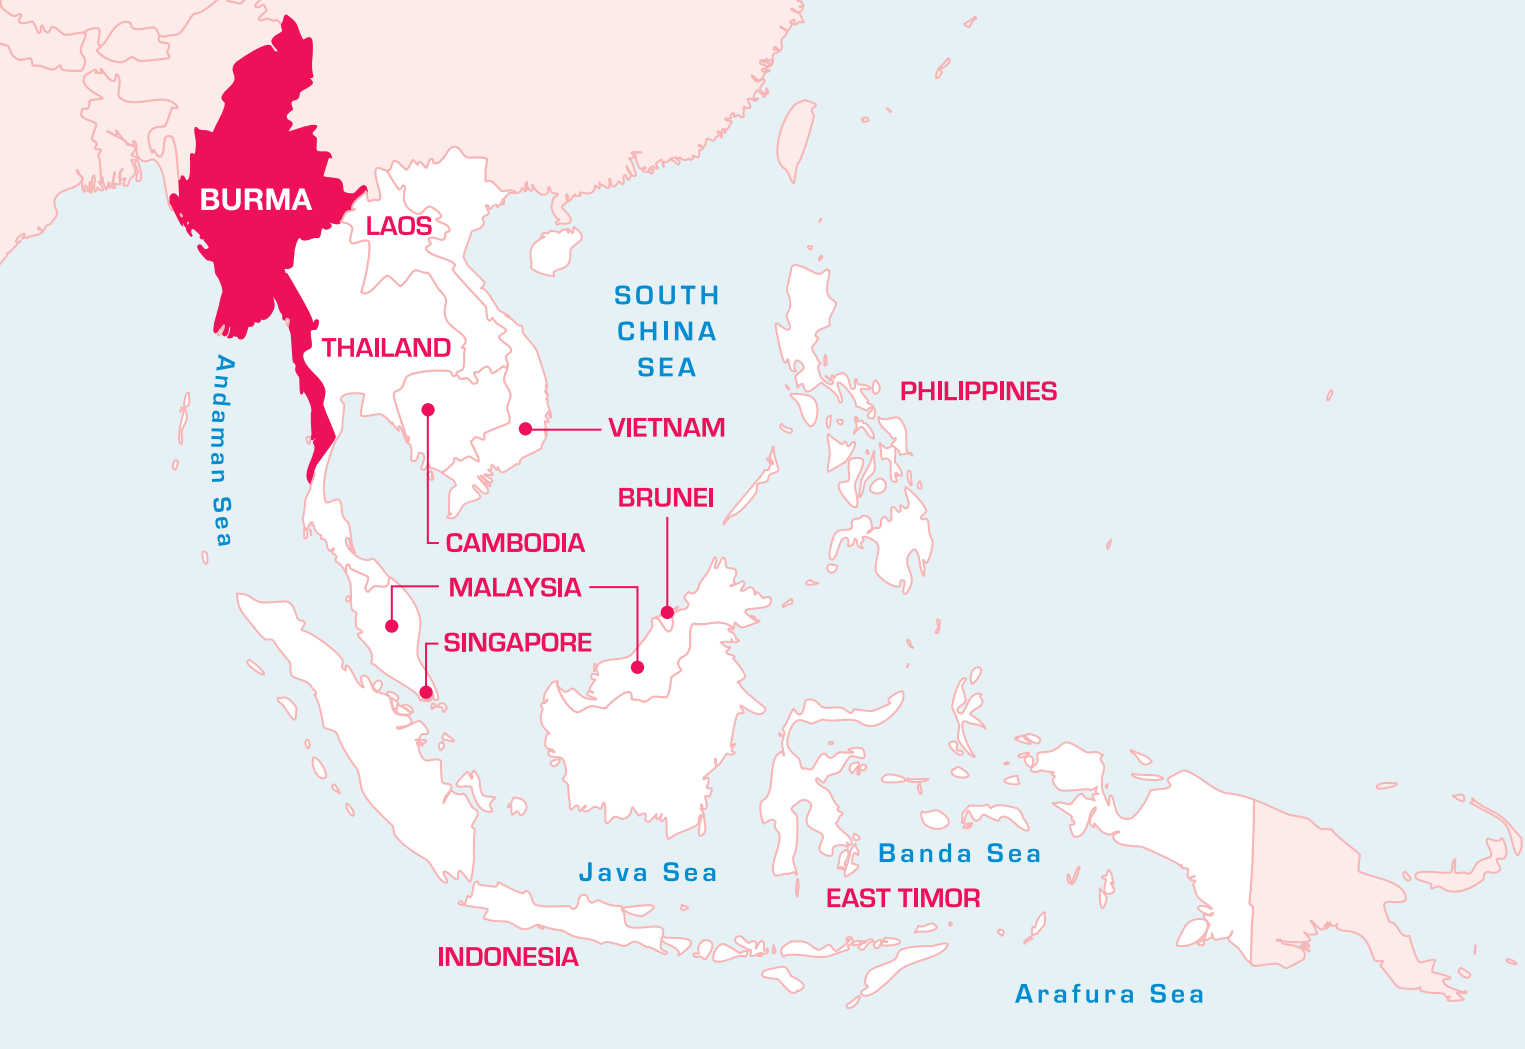 BURMA
LAOS
SOUTH
CHINA
SEA
THAILAND
Andaman Sea
PHILIPPINES
VIETNAM
BRUNEI
CAMBODIA
MALAYSIA
SINGAPORE
Banda Sea
Java Sea
EAST TIMOR
INDONESIA
Arafura Sea